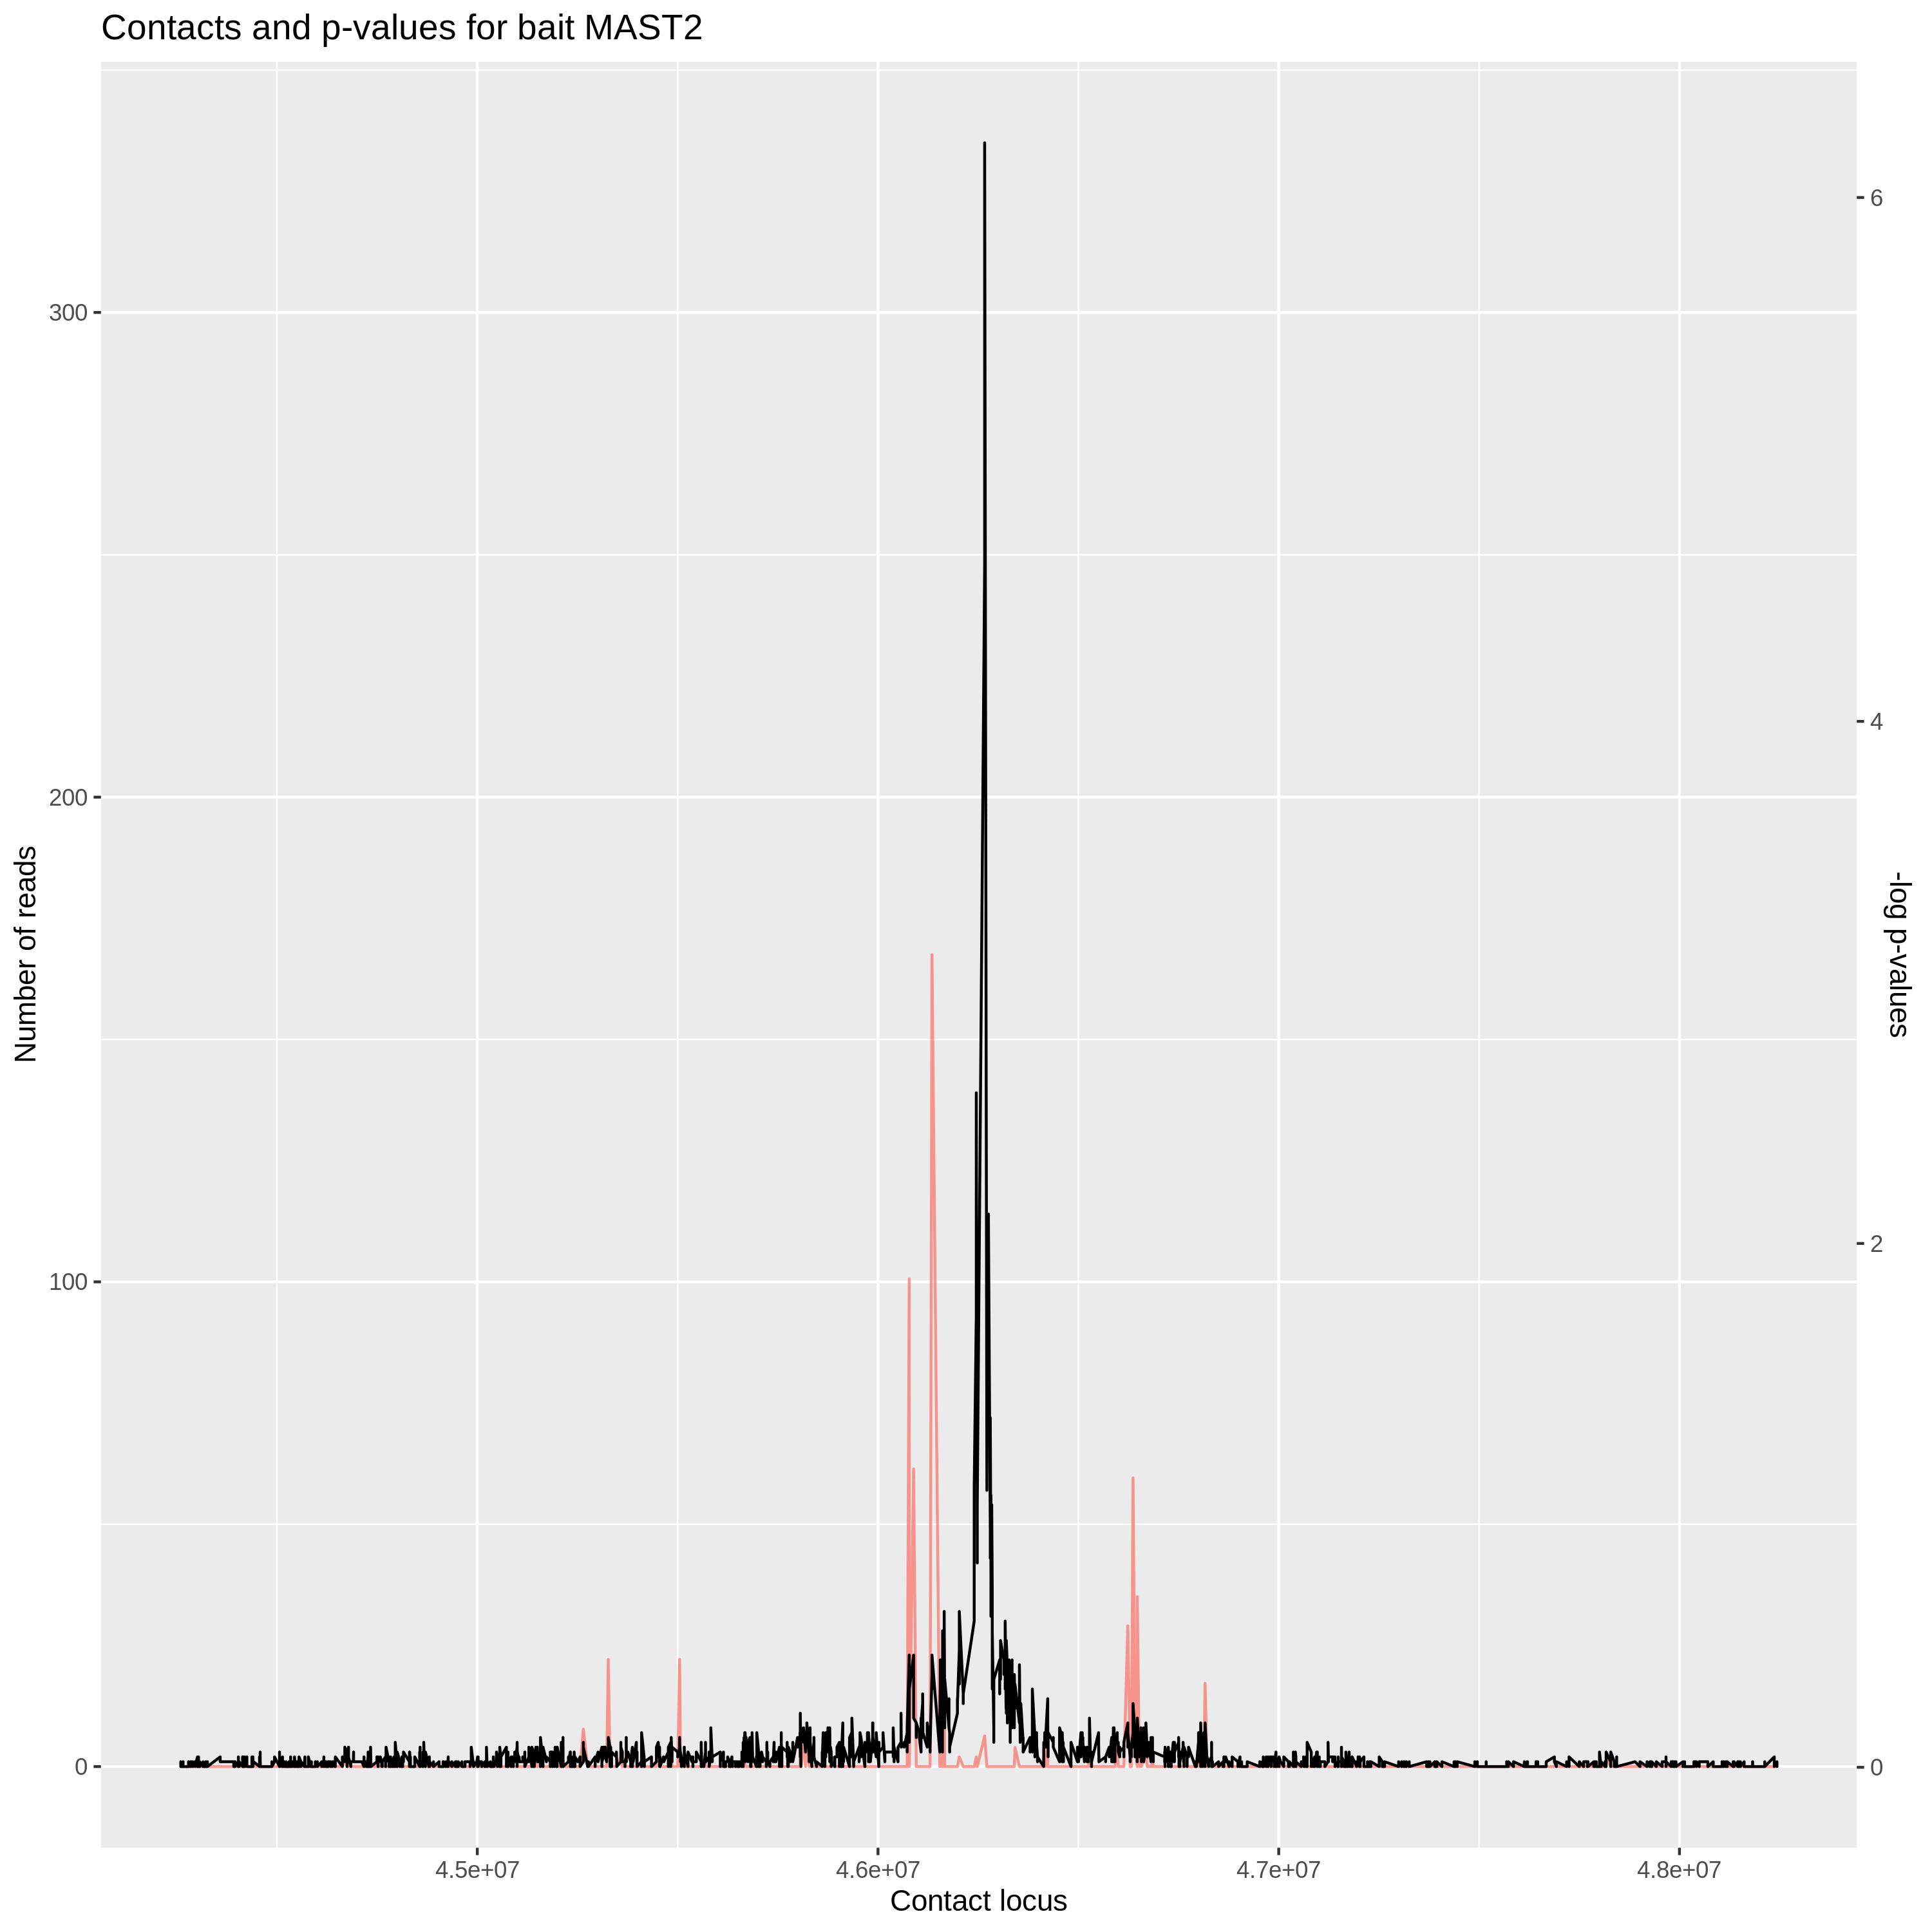 Contacts and p-values for bait MAST2
Number of reads
300
200
100
0
6
4
2
0
-log p-values
4.5e+07
4.6e+07
4.7e+07
4.8e+07
Contact locus